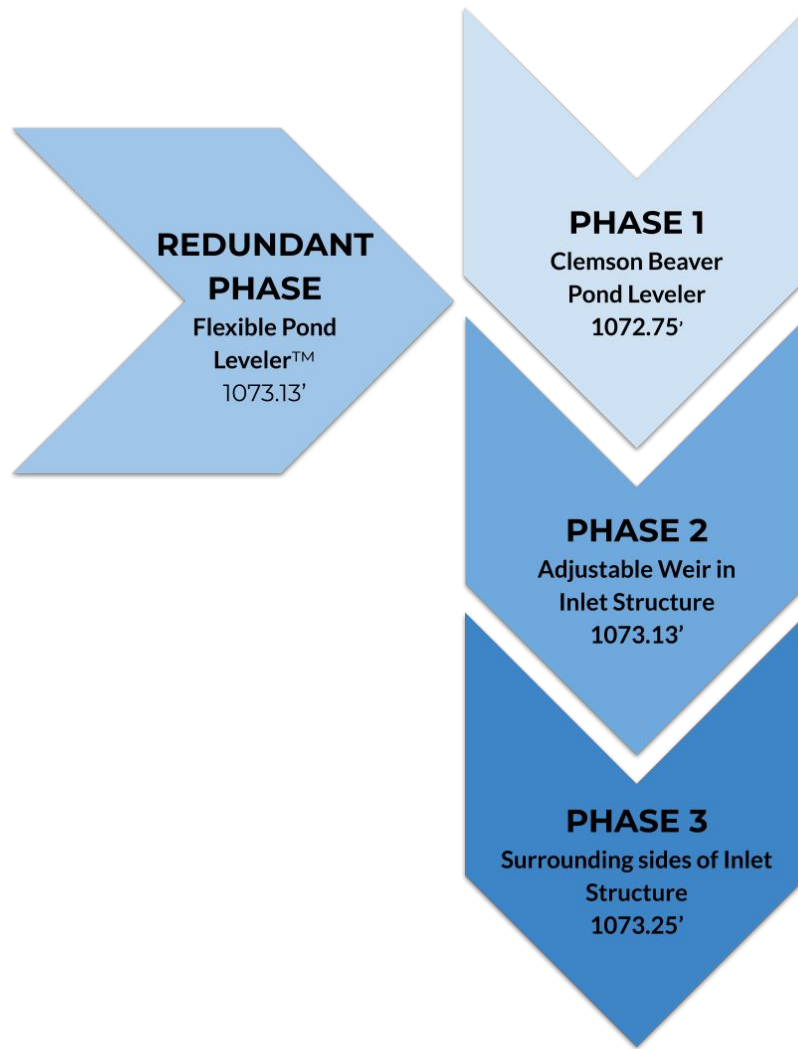 REDUNDANT
PHASE
Flexible Pond
Leveler™
1073.13’
PHASE 1
Clemson Beaver
Pond Leveler
1072.75’
PHASE 2
Adjustable Weir in
Inlet Structure
1073.13’
PHASE 3
Surrounding sides of Inlet
Structure
1073.25’